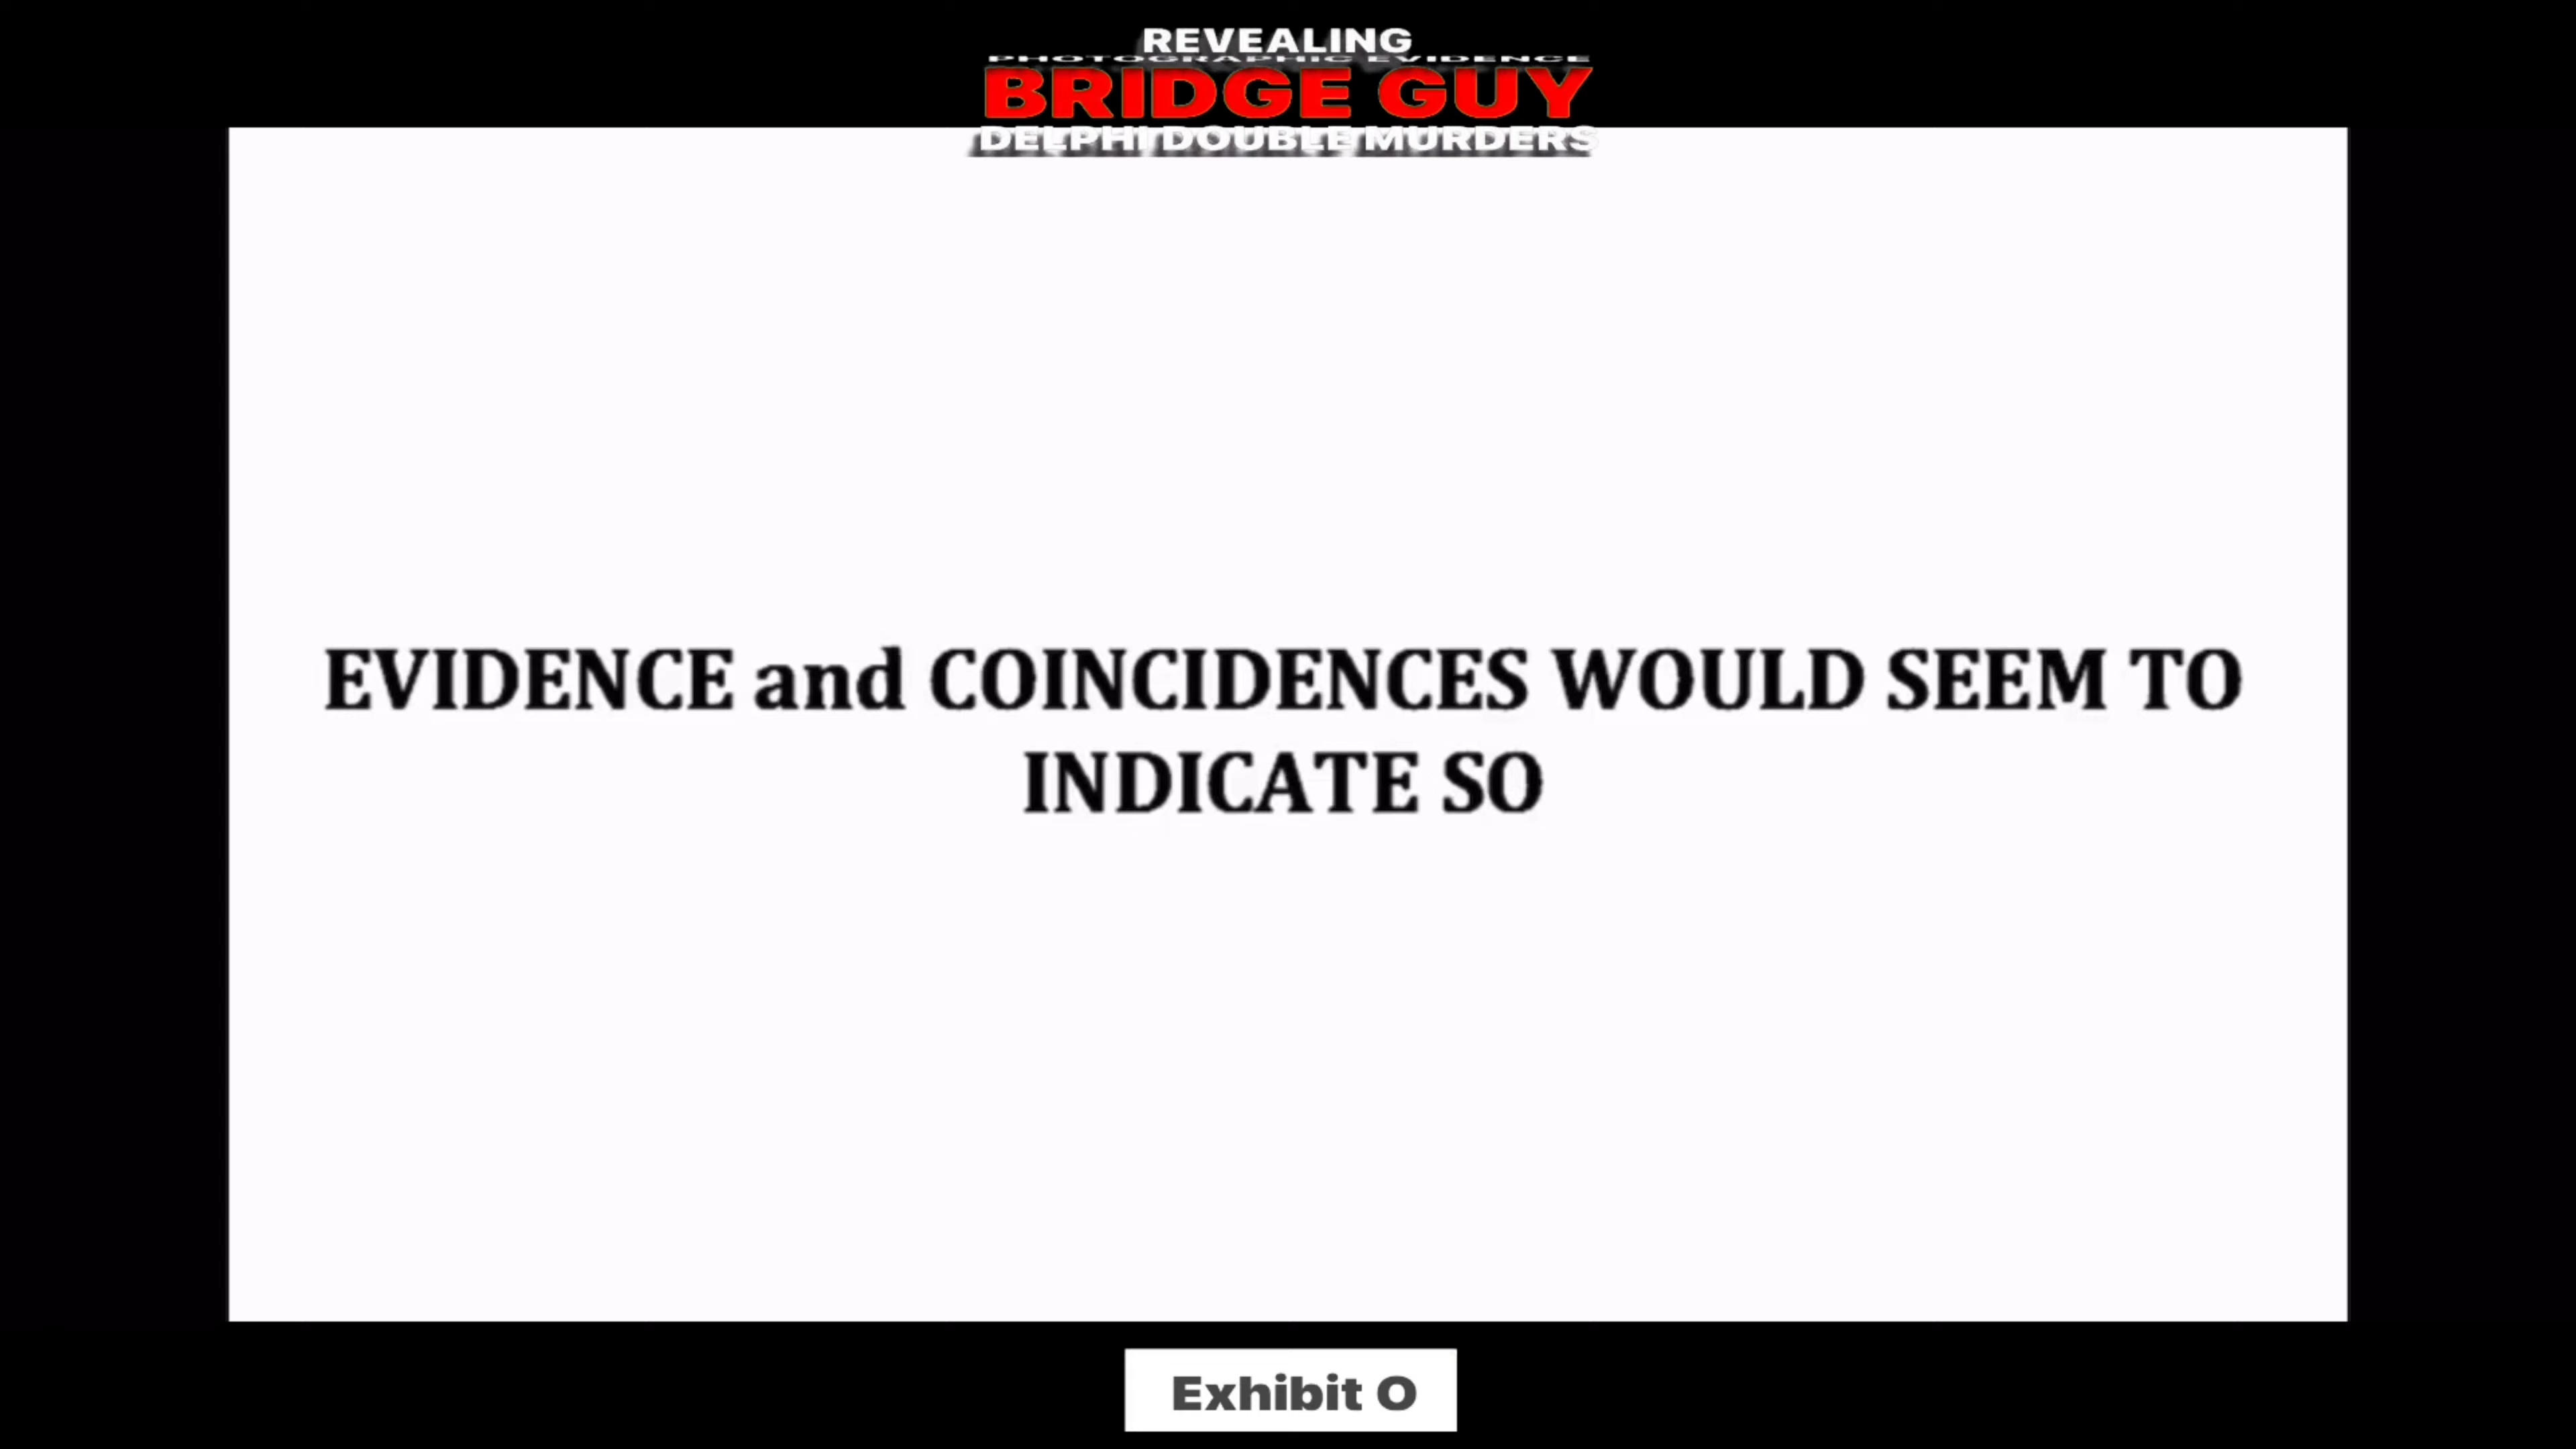 REVEALING
PHOTOGRAPHIC EVIDENCE
BRIDGE GUY
DELPHI DOUBLE MURDERS
EVIDENCE and COINCIDENCES WOULD SEEM TO
INDICATE SO
Exhibit O